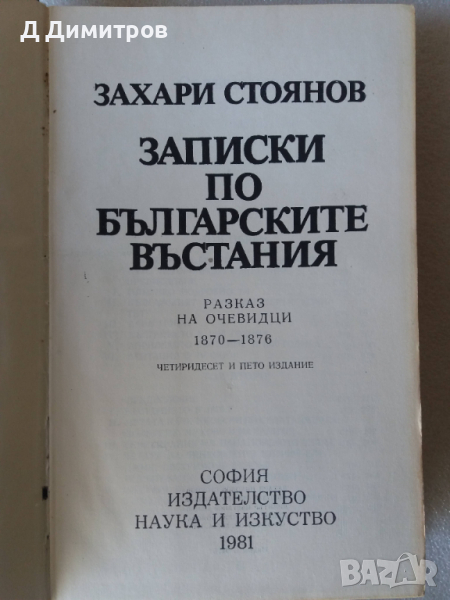 Д Димитров
ЗАХАРИ СТОЯНОВ
ЗАПИСКИ
ПО
БЪЛГАРСКИТЕ
ВЪСТАНИЯ
РАЗКАЗ
НА ОЧЕВИДЦИ
1870—1876
ЧЕТИРИДЕСЕТ И ПЕТО ИЗДАНИЕ
СОФИЯ
ИЗДАТЕЛСТВО
НАУКА И ИЗКУСТВО
1981
BAZAR